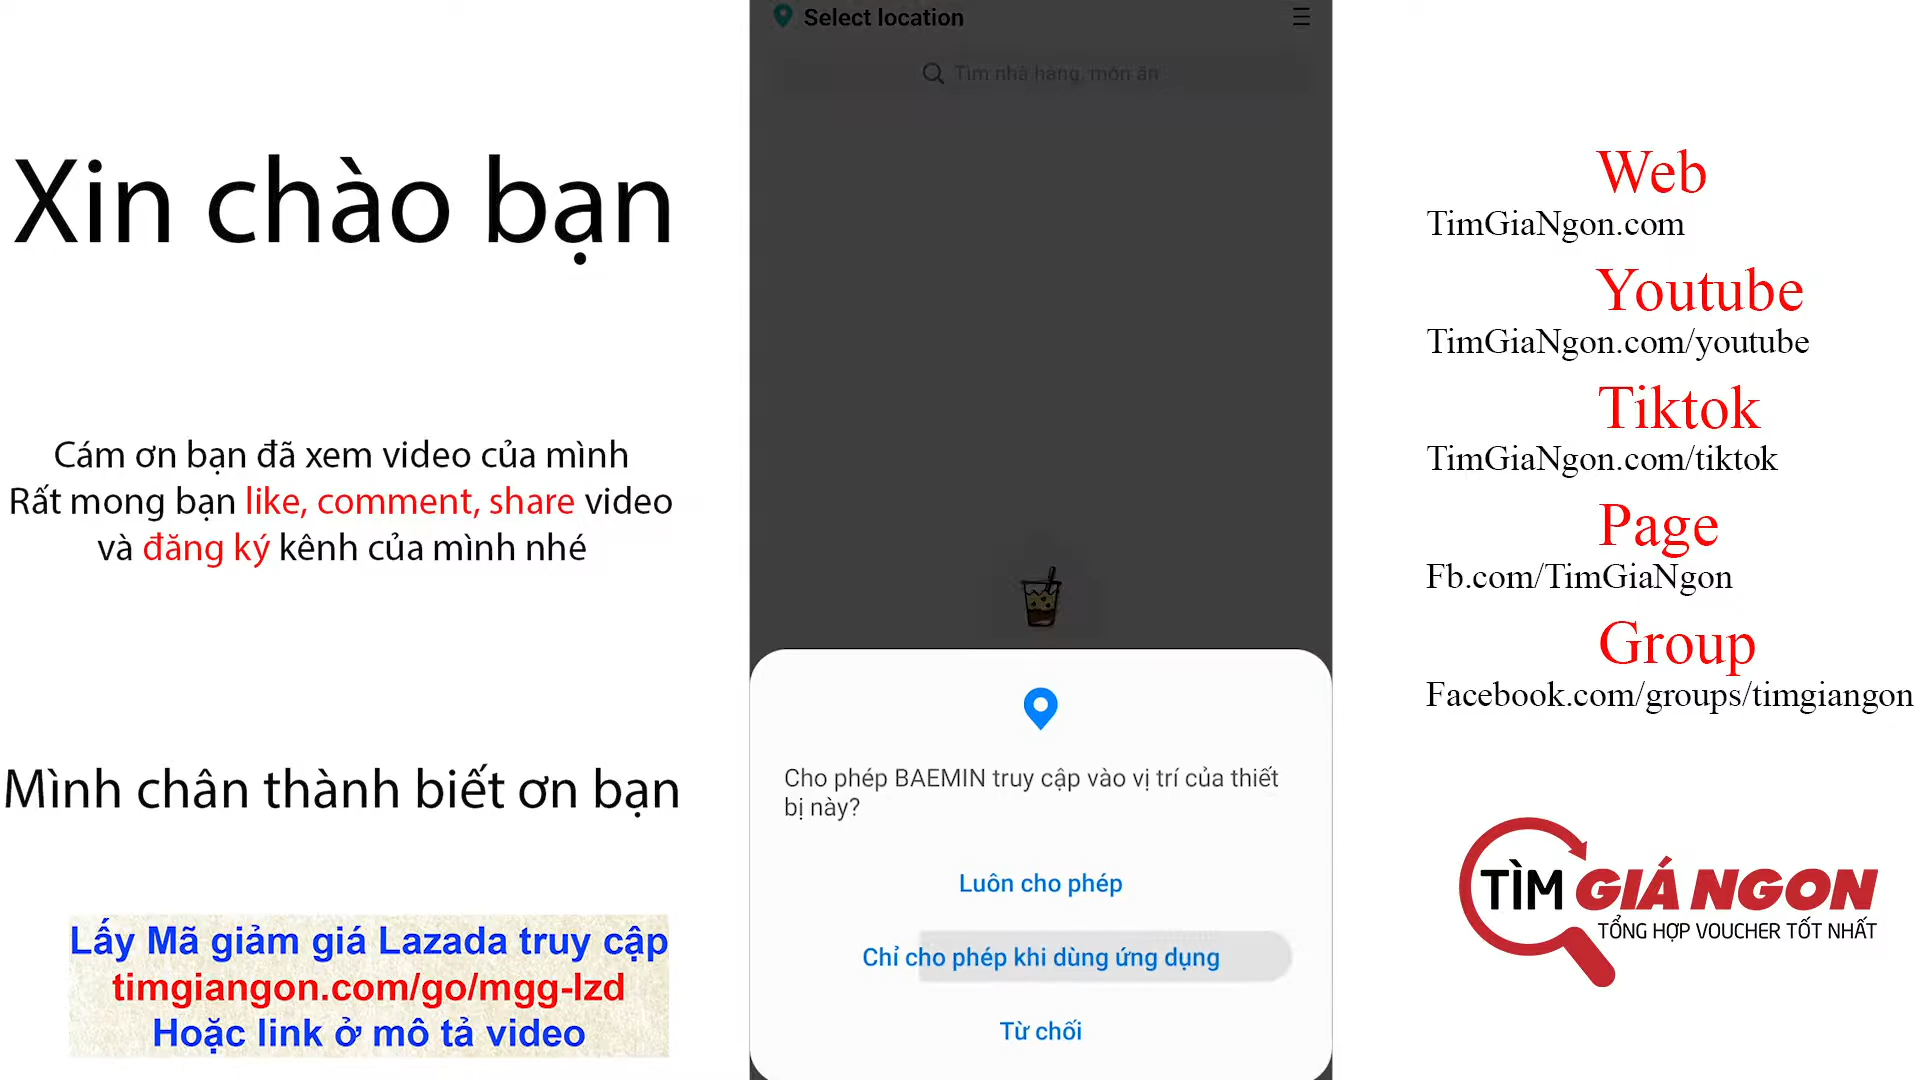 Xin chào bạn
Cám ơn bạn đã xem video của mình
Rất mong bạn like, comment, share video
và đăng ký kênh của mình nhé
Mình chân thành biết ơn bạn
Lấy Mã giảm giá Lazada truy cập
timgiangon.com/go/mgg-lzd
Hoặc link ở mô tả video
Select location
Tìm nhà hàng, món ăn
Cho phép BAEMIN truy cập vào vị trí của thiết
bị này?
Luôn cho phép
Chỉ cho phép khi dùng ứng dụng
Từ chối
Web
TimGiaNgon.com
Youtube
TimGiaNgon.com/youtube
Tiktok
TimGiaNgon.com/tiktok
Page
Fb.com/TimGiaNgon
Group
Facebook.com/groups/timgiangon
TÌM GIÁ NGON
TỔNG HỢP VOUCHER TỐT NHẤT